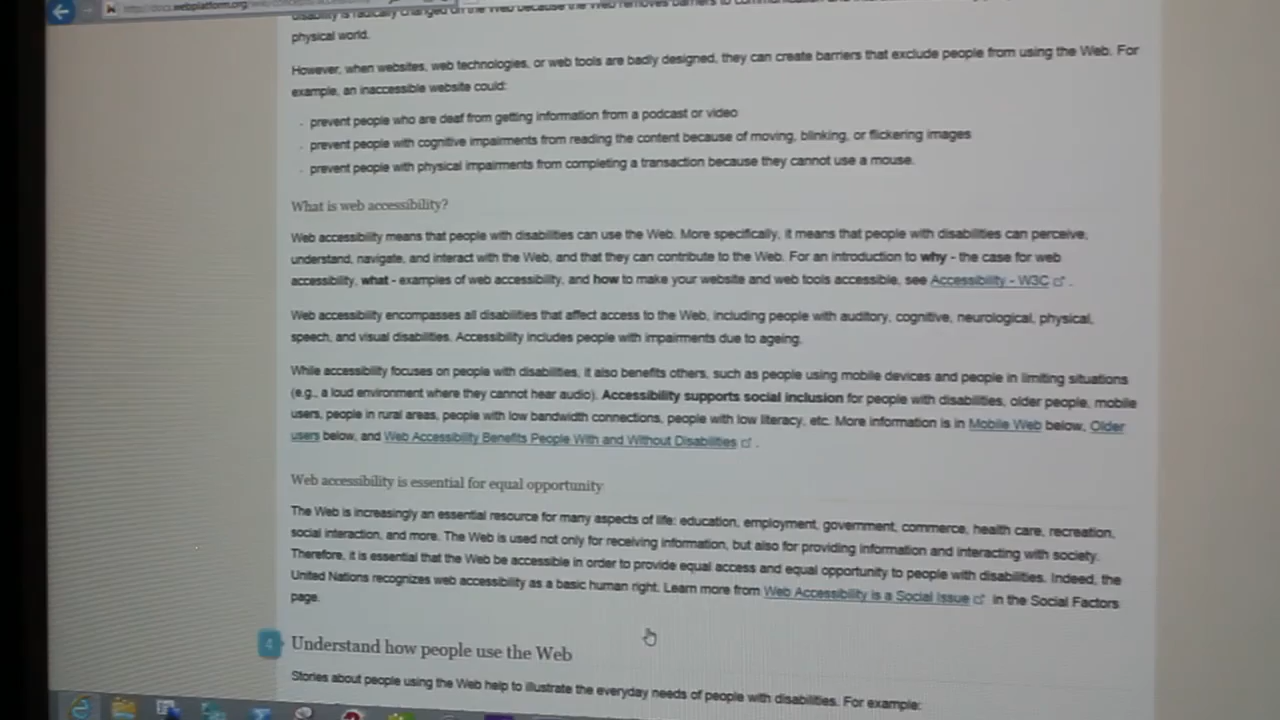 disability is radically changed on the Web because the Web removes barriers to communication and
physical world.
However, when websites, web technologies, or web tools are badly designed, they can create barriers that exclude people from using the Web. For
example, an inaccessible website could:
prevent people who are deaf from getting information from a podcast or video
prevent people with cognitive impairments from reading the content because of moving, blinking, or flickering images
prevent people with physical impairments from completing a transaction because they cannot use a mouse.
What is web accessibility?
Web accessibility means that people with disabilities can use the Web. More specifically, it means that people with disabilities can perceive,
understand, navigate, and interact with the Web, and that they can contribute to the Web. For an introduction to why - the case for web
accessibility, what - examples of web accessibility, and how to make your website and web tools accessible, see Accessibility - W3C .
Web accessibility encompasses all disabilities that affect access to the Web, including people with auditory, cognitive, neurological, physical,
speech, and visual disabilities. Accessibility includes people with impairments due to ageing.
While accessibility focuses on people with disabilities, it also benefits others, such as people using mobile devices and people in limiting situations
(e.g., a loud environment where they cannot hear audio). Accessibility supports social inclusion for people with disabilities, older people, mobile
users, people in rural areas, people with low bandwidth connections, people with low literacy, etc. More information is in Mobile Web below, Older
users below, and Web Accessibility Benefits People With and Without Disabilities .
Web accessibility is essential for equal opportunity
The Web is increasingly an essential resource for many aspects of life: education, employment, government, commerce, health care, recreation,
social interaction, and more. The Web is used not only for receiving information, but also for providing information and interacting with society.
Therefore, it is essential that the Web be accessible in order to provide equal access and equal opportunity to people with disabilities. Indeed, the
United Nations recognizes web accessibility as a basic human right. Learn more from Web Accessibility is a Social Issue in the Social Factors
page.
4 Understand how people use the Web
Stories about people using the Web help to illustrate the everyday needs of people with disabilities. For example: